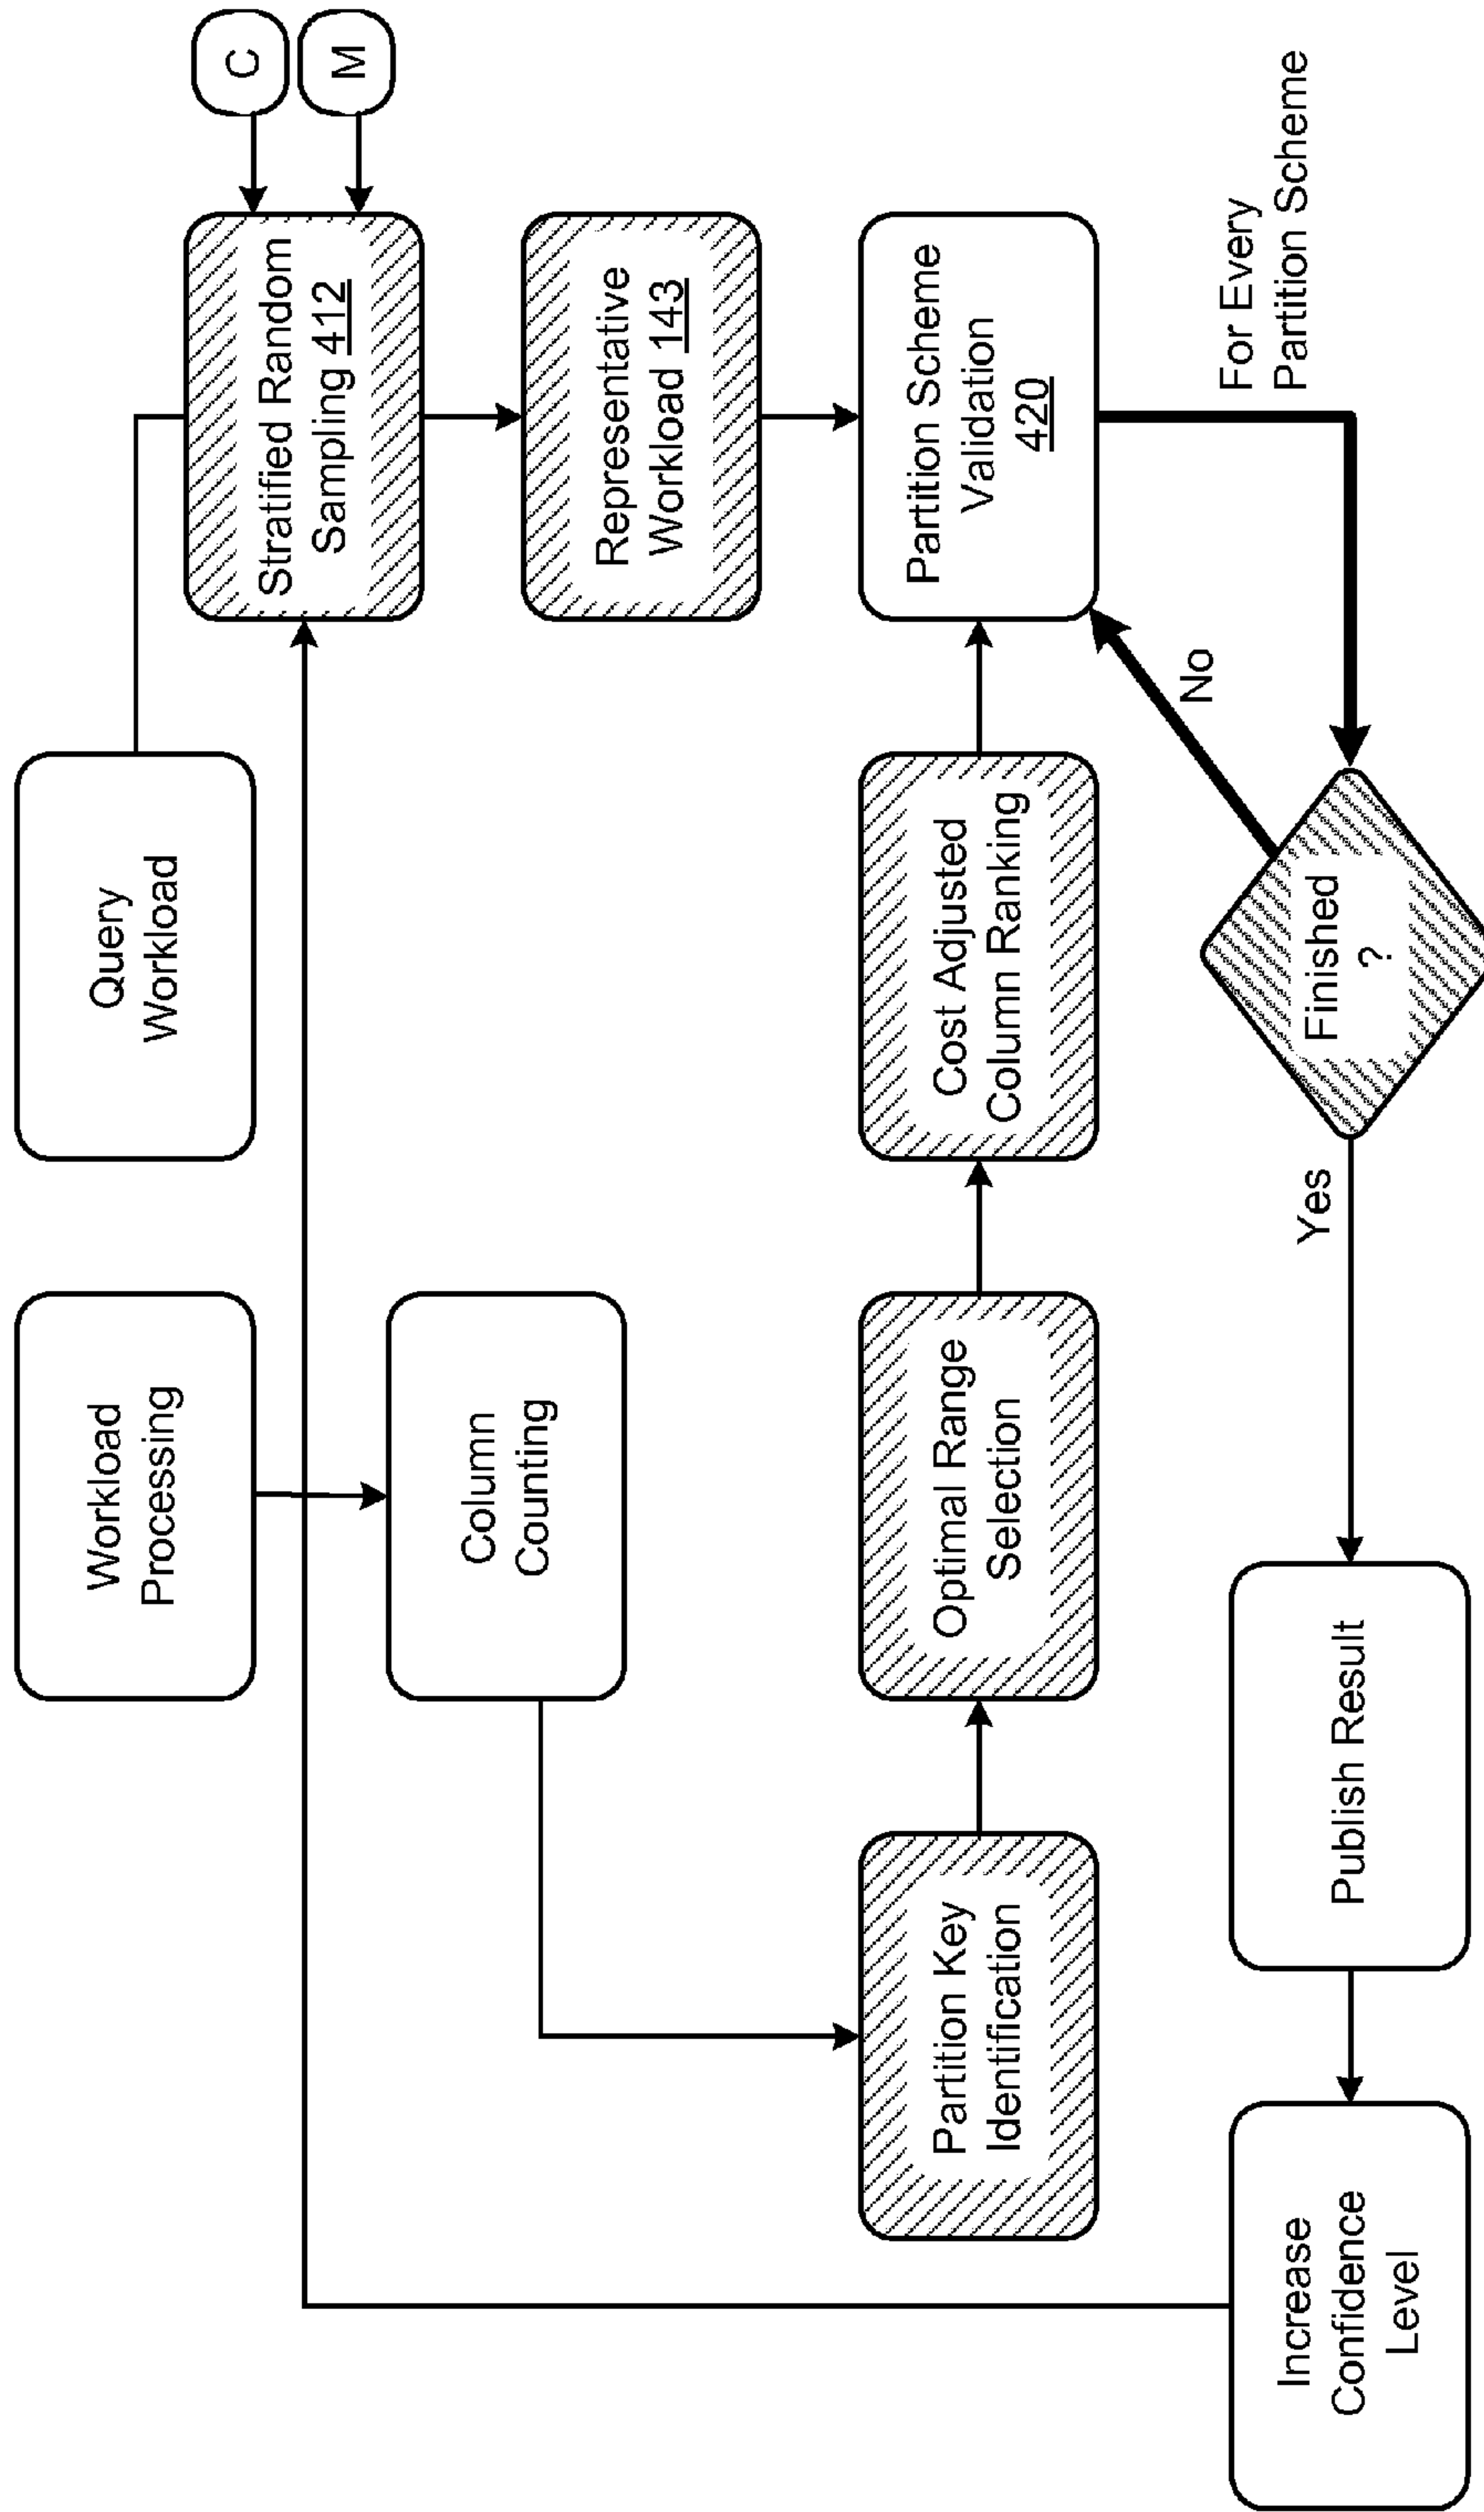 Workload
Processing
Query
Workload
C
M
Stratified Random
Sampling 412
Column
Counting
Representative
Workload 143
Partition Key
Identification
Optimal Range
Selection
Cost Adjusted
Column Ranking
Partition Scheme
Validation
420
For Every
Partition Scheme
No
Finished
?
Yes
Publish Result
Increase
Confidence
Level